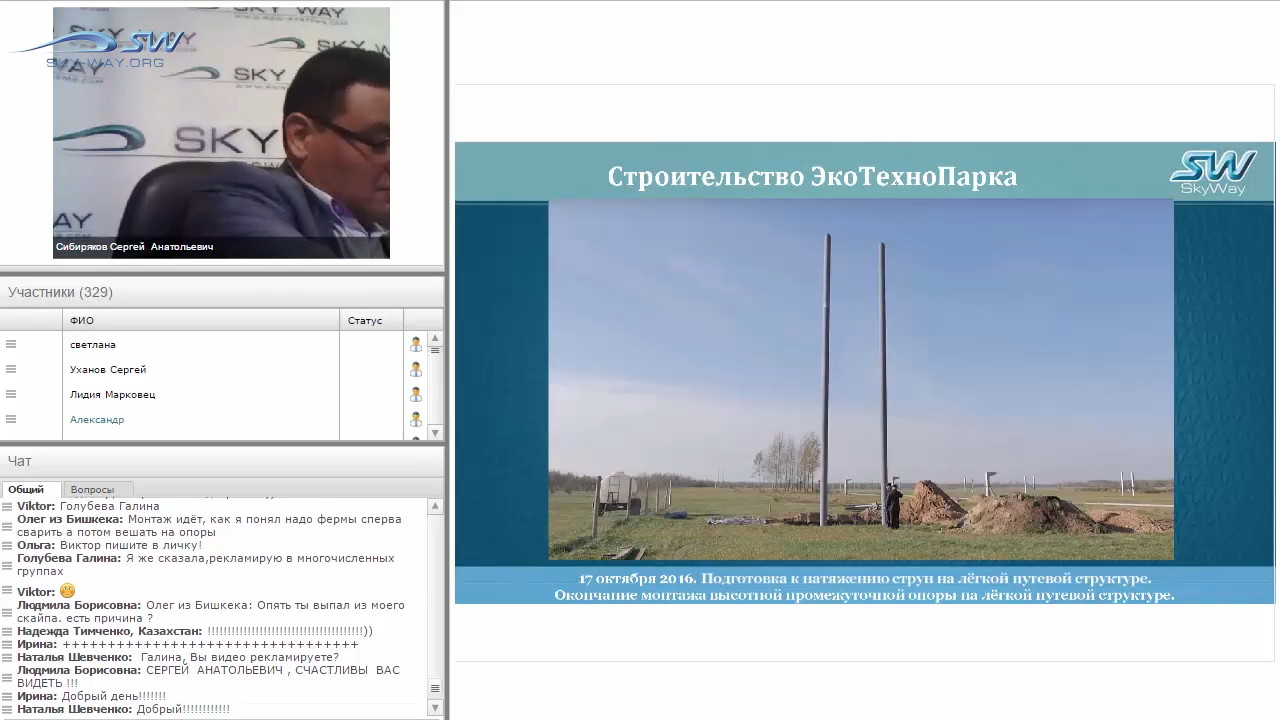 SW
SKY-WAY.ORG
SKY
SKY W
SKY
AY
Сибиряков Сергей Анатольевич
Участники (329)
ФИО
Статус
светлана
Уханов Сергей
Лидия Марковец
Александр
Чат
Общий
Вопросы
Viktor: Голубева Галина
Олег из Бишкека: Монтаж идёт, как я понял надо фермы сперва
сварить а потом вешать на опоры
Ольга: Виктор пишите в личку!
Голубева Галина: Я же сказала,рекламирую в многочисленных
группах
Viktor:
Людмила Борисовна: Олег из Бишкека: Опять ты выпал из моего
скайпа. есть причина ?
Надежда Тимченко, Казахстан: !!!!!!!!!!!!!!!!!!!!!!!!!!!!!!!!!!!!!!!))
Ирина: +++++++++++++++++++++++++++++++++
Наталья Шевченко: Галина, Вы видео рекламируете?
Людмила Борисовна: СЕРГЕЙ АНАТОЛЬЕВИЧ , СЧАСТЛИВЫ ВАС
ВИДЕТЬ !!!
Ирина: Добрый день!!!!!!!
Наталья Шевченко: Добрый!!!!!!!!!!!!
Строительство ЭкоТехноПарка
SW
SkyWay
17 октября 2016. Подготовка к натяжению струн на лёгкой путевой структуре.
Окончание монтажа высотной промежуточной опоры на лёгкой путевой структуре.